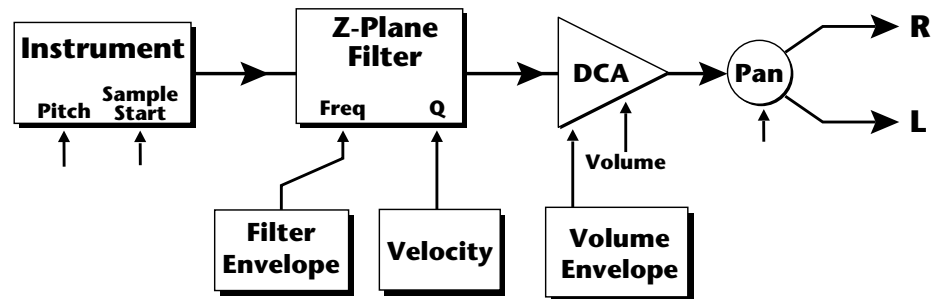 Instrument
Pitch
Sample
Start
Z-Plane
Filter
Freq
Q
DCA
Volume
Pan
R
L
Filter
Envelope
Velocity
Volume
Envelope